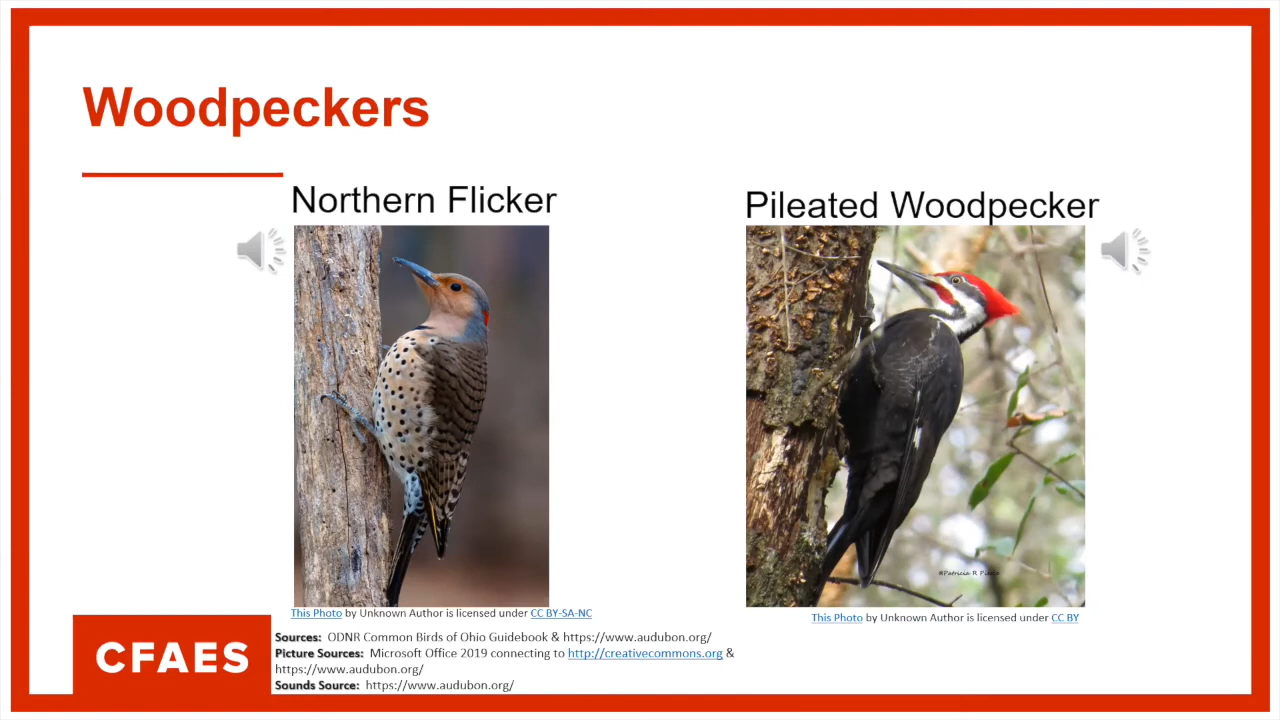 Woodpeckers
Northern Flicker
Pileated Woodpecker
©Patricia R Pierce
This Photo by Unknown Author is licensed under CC BY-SA-NC
This Photo by Unknown Author is licensed under CC BY
CFAES
Sources: ODNR Common Birds of Ohio Guidebook & https://www.audubon.org/
Picture Sources: Microsoft Office 2019 connecting to http://creativecommons.org &
https://www.audubon.org/
Sounds Source: https://www.audubon.org/